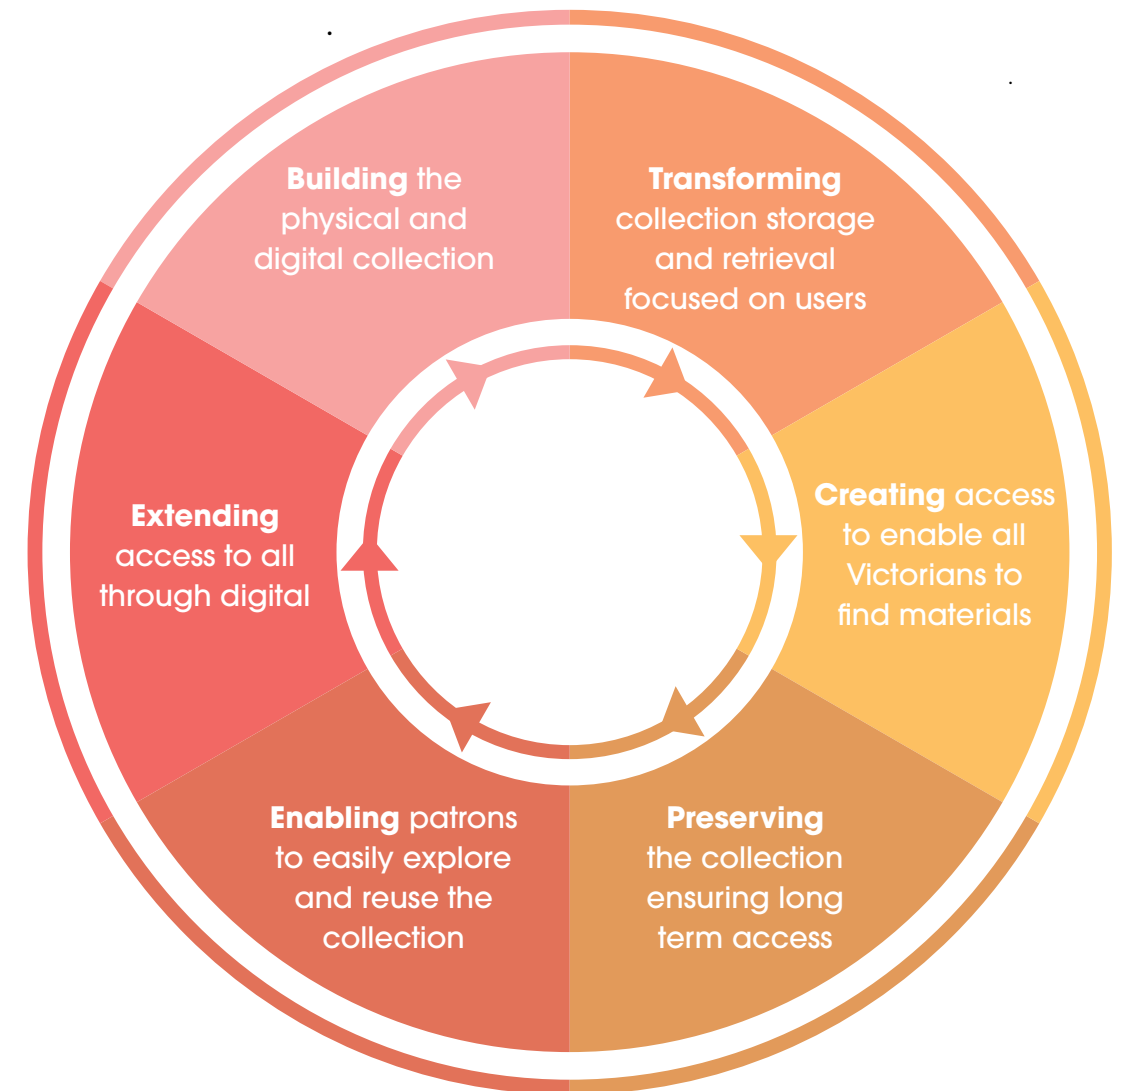 Building the
physical and
digital collection
Transforming
collection storage
and retrieval
focused on users
Creating access
to enable all
Victorians to
find materials
Preserving
the collection
ensuring long
term access
Enabling patrons
to easily explore
and reuse the
collection
Extending
access to all
through digital